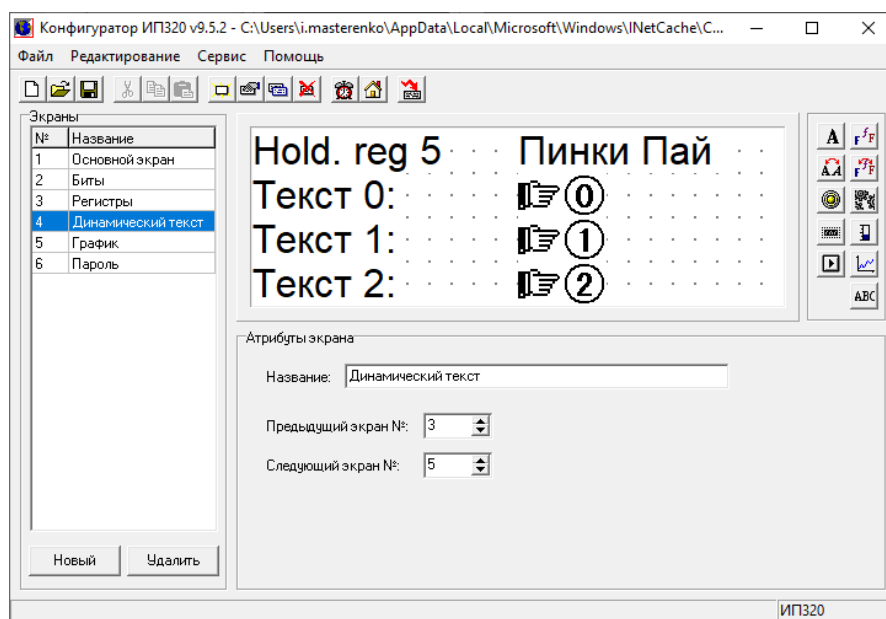 Конфигуратор ИП320 v9.5.2 - C:\Users\i.masterenko\AppData\Local\Microsoft\Windows\INetCache\C...
Файл Редактирование Сервис Помощь
Экраны
№ Название
1 Основной экран
2 Биты
3 Регистры
4 Динамический текст
5 График
6 Пароль
Новый Удалить
Hold. reg 5 Пинки Пай
Текст 0: 0
Текст 1: 1
Текст 2: 2
A F f F
A A F F
ABC
Атрибуты экрана
Название: Динамический текст
Предыдущий экран №: 3
Следующий экран №: 5
ИП320